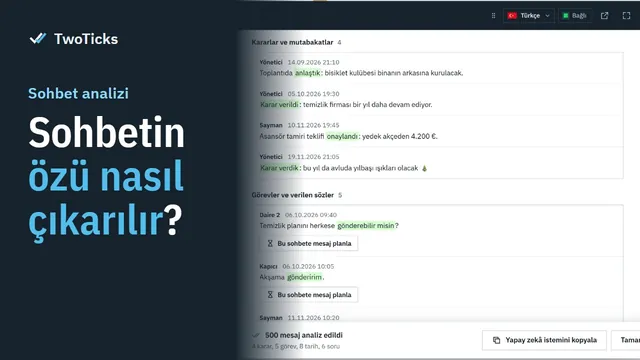 TwoTicks
Sohbet analizi
Sohbetin
özü nasıl
çıkarılır?
Türkçe
Bağlı
Kararlar ve mutabakatlar 4
Yönetici 14.09.2026 21:10
Toplantıda anlaştık: bisiklet kulübesi binanın arkasına kurulacak.
Yönetici 05.10.2026 19:30
Karar verildi: temizlik firması bir yıl daha devam ediyor.
Sayman 10.11.2026 19:45
Asansör tamiri teklifi onaylandı: yedek akçeden 4.200 €.
Yönetici 19.11.2026 21:05
Karar verdik: bu yıl da avluda yılbaşı ışıkları olacak 🎄
Görevler ve verilen sözler 5
Daire 2 06.10.2026 09:40
Temizlik planını herkese gönderebilir misin?
Bu sohbete mesaj planla
Kapıcı 06.10.2026 10:05
Akşama gönderirim.
Bu sohbete mesaj planla
Sayman 11.11.2026 10:20
500 mesaj analiz edildi
4 karar, 5 görev, 8 tarih, 6 soru
Yapay zekâ istemini kopyala
Tamam